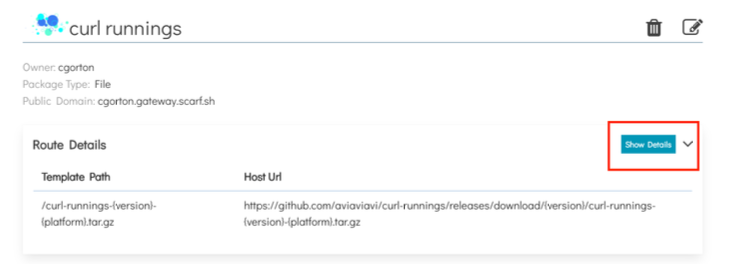 curl runnings
Owner: cgorton
Package Type: File
Public Domain: cgorton.gateway.scarf.sh
Route Details
Show Details
Template Path
Host Url
/curl-runnings-{version}-
{platform}.tar.gz
https://github.com/aviaviavi/curl-runnings/releases/download/{version}/curl-runnings-
{version}-{platform}.tar.gz